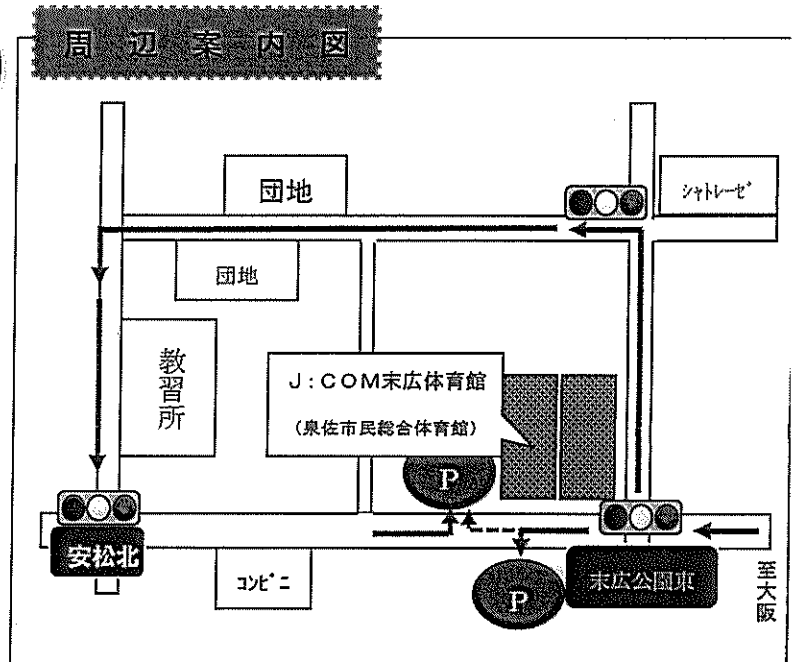 周辺案内図
団地
シャトレーゼ
団地
教習所
J:COM末広体育館
(泉佐市民総合体育館)
P
安松北
コンビニ
P
末広公園東
至大阪